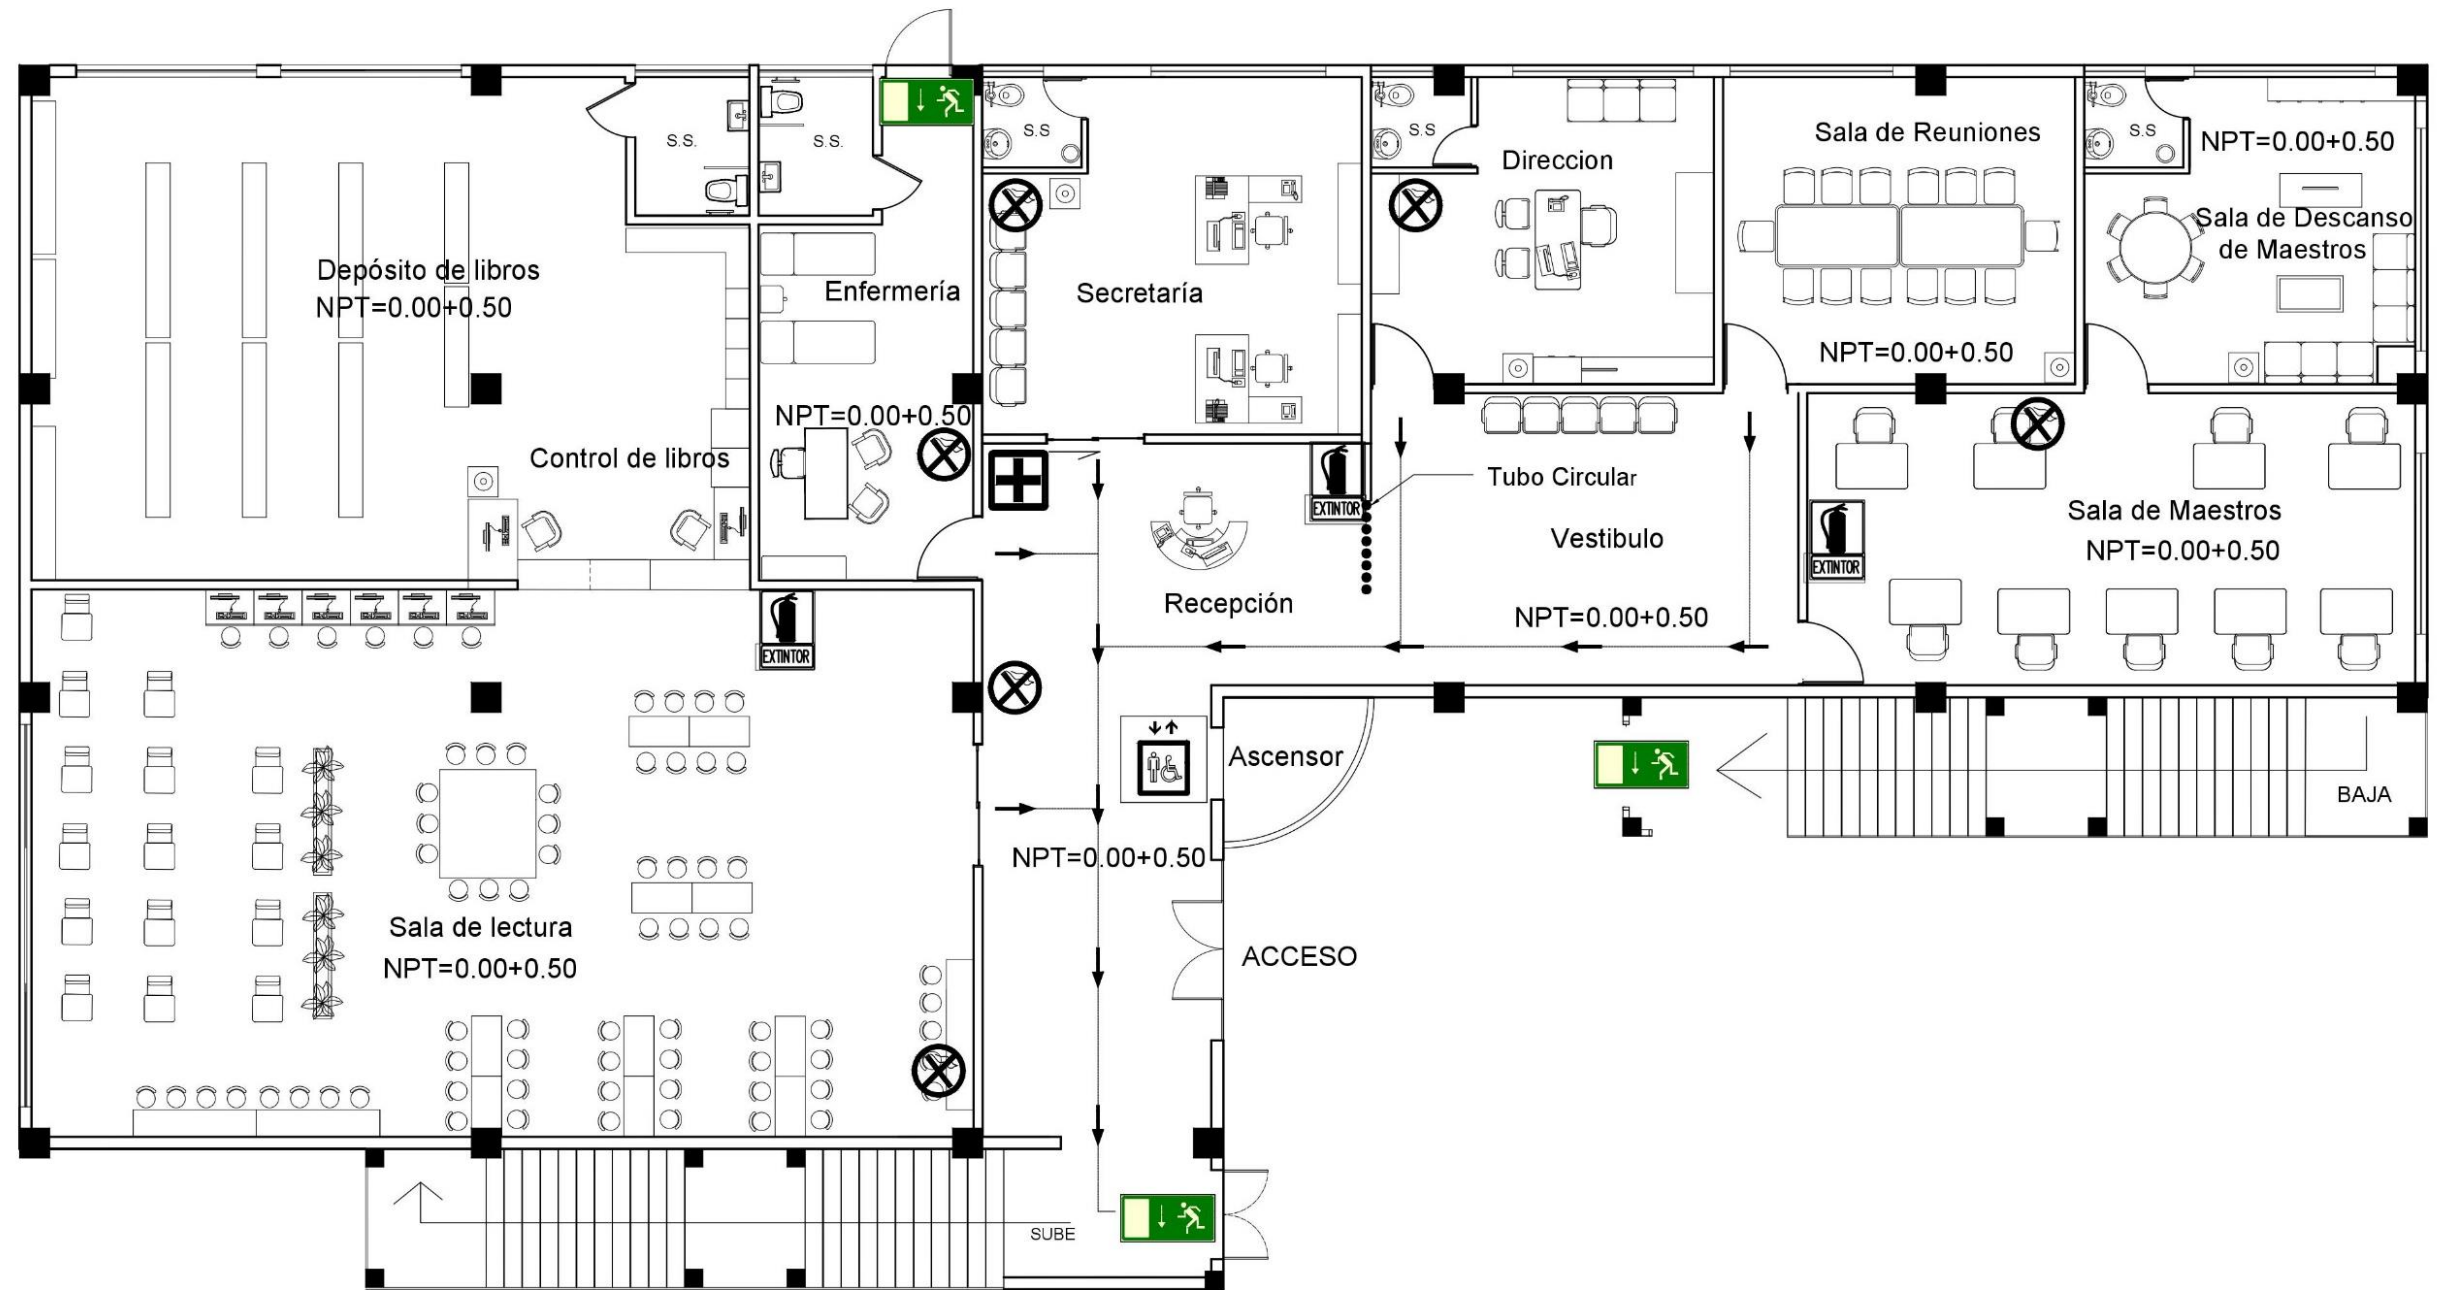 S.S.
S.S.
S.S
S.S
S.S
Direccion
Sala de Reuniones
NPT=0.00+0.50
Sala de Descanso
de Maestros
Depósito de libros
NPT=0.00+0.50
Enfermería
Secretaría
NPT=0.00+0.50
NPT=0.00+0.50
Control de libros
Tubo Circular
EXTINTOR
Vestibulo
Sala de Maestros
NPT=0.00+0.50
EXTINTOR
Recepción
NPT=0.00+0.50
EXTINTOR
Ascensor
BAJA
NPT=0.00+0.50
Sala de lectura
NPT=0.00+0.50
ACCESO
SUBE